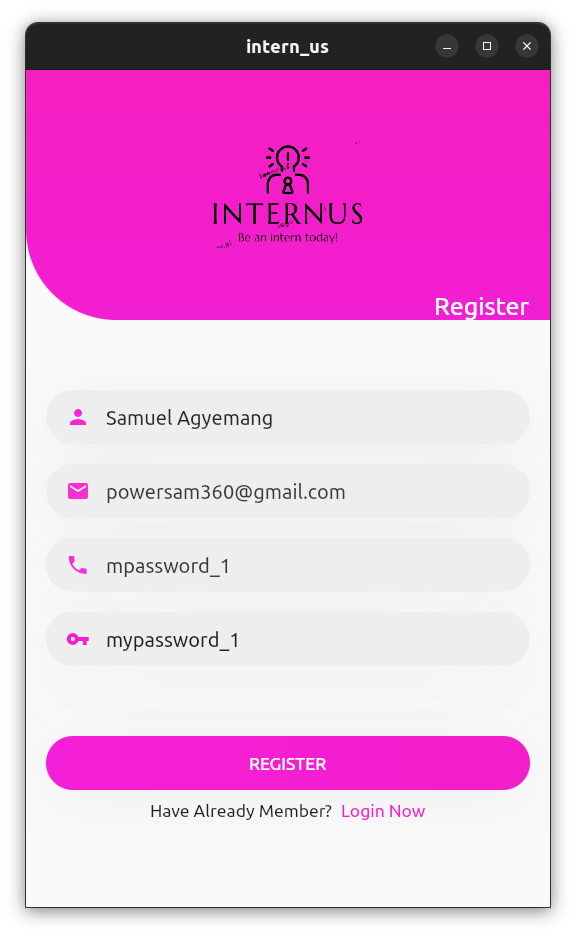 intern_us
INTERNUS
Be an intern today!
Register
Samuel Agyemang
powersam360@gmail.com
mpassword_1
mypassword_1
REGISTER
Have Already Member? Login Now